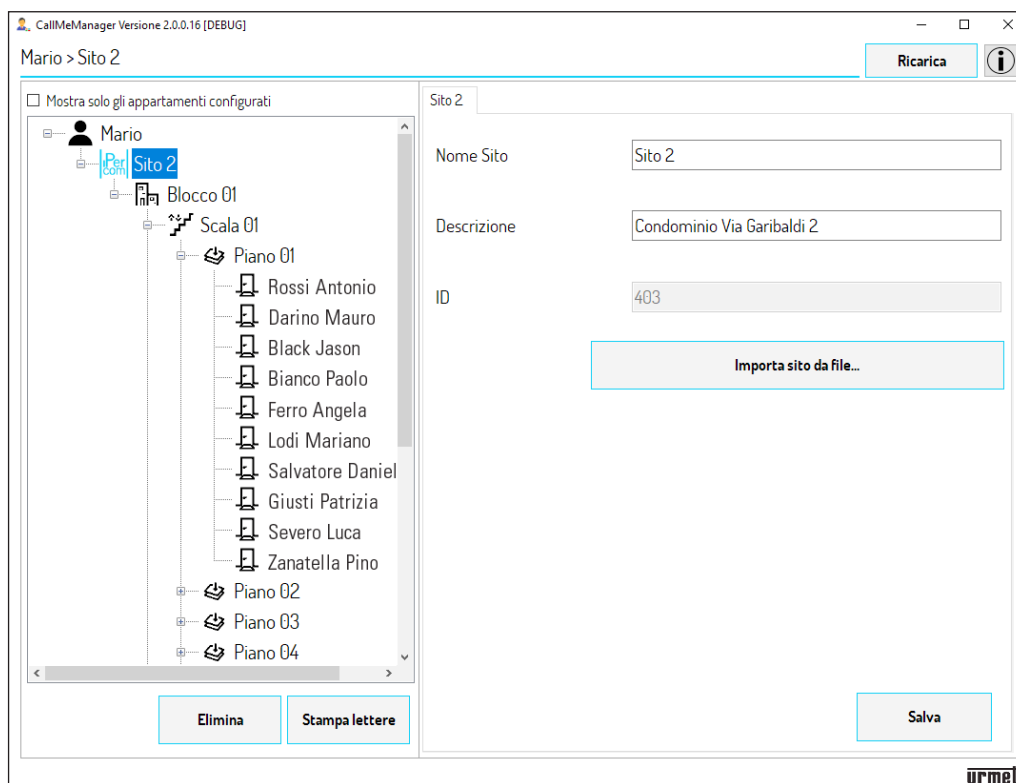 CallMeManager Versione 2.0.0.16 [DEBUG]
Mario > Sito 2
Ricarica
Mostra solo gli appartamenti configurati
Mario
iPer com
Sito 2
Blocco 01
Scala 01
Piano 01
Rossi Antonio
Darino Mauro
Black Jason
Bianco Paolo
Ferro Angela
Lodi Mariano
Salvatore Daniel
Giusti Patrizia
Severo Luca
Zanatella Pino
Piano 02
Piano 03
Piano 04
Elimina
Stampa lettere
Sito 2
Nome Sito
Sito 2
Descrizione
Condominio Via Garibaldi 2
ID
403
Importa sito da file...
Salva
urmet